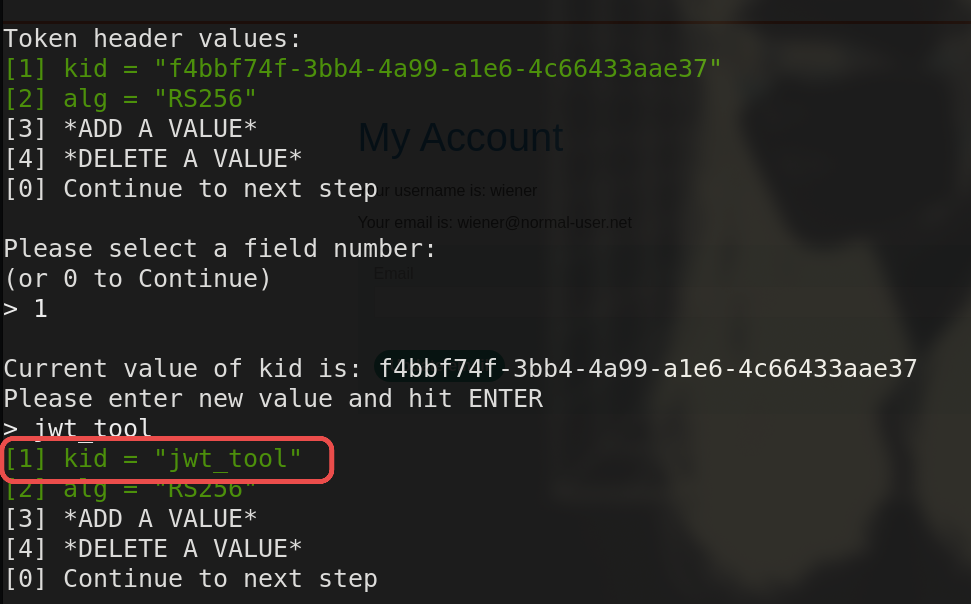 Token header values:
[1] kid = "f4bbf74f-3bb4-4a99-a1e6-4c66433aae37"
[2] alg = "RS256"
[3] *ADD A VALUE*
My Account
[4] *DELETE A VALUE*
[0] Continue to next step
ur username is: wiener
Your email is: wiener@normal-user.net
Please select a field number:
(or 0 to Continue)
Email
> 1
Current value of kid is: f4bbf74f-3bb4-4a99-a1e6-4c66433aae37
Please enter new value and hit ENTER
> jwt_tool
[1] kid = "jwt_tool"
[2] alg = "RS256"
[3] *ADD A VALUE*
[4] *DELETE A VALUE*
[0] Continue to next step